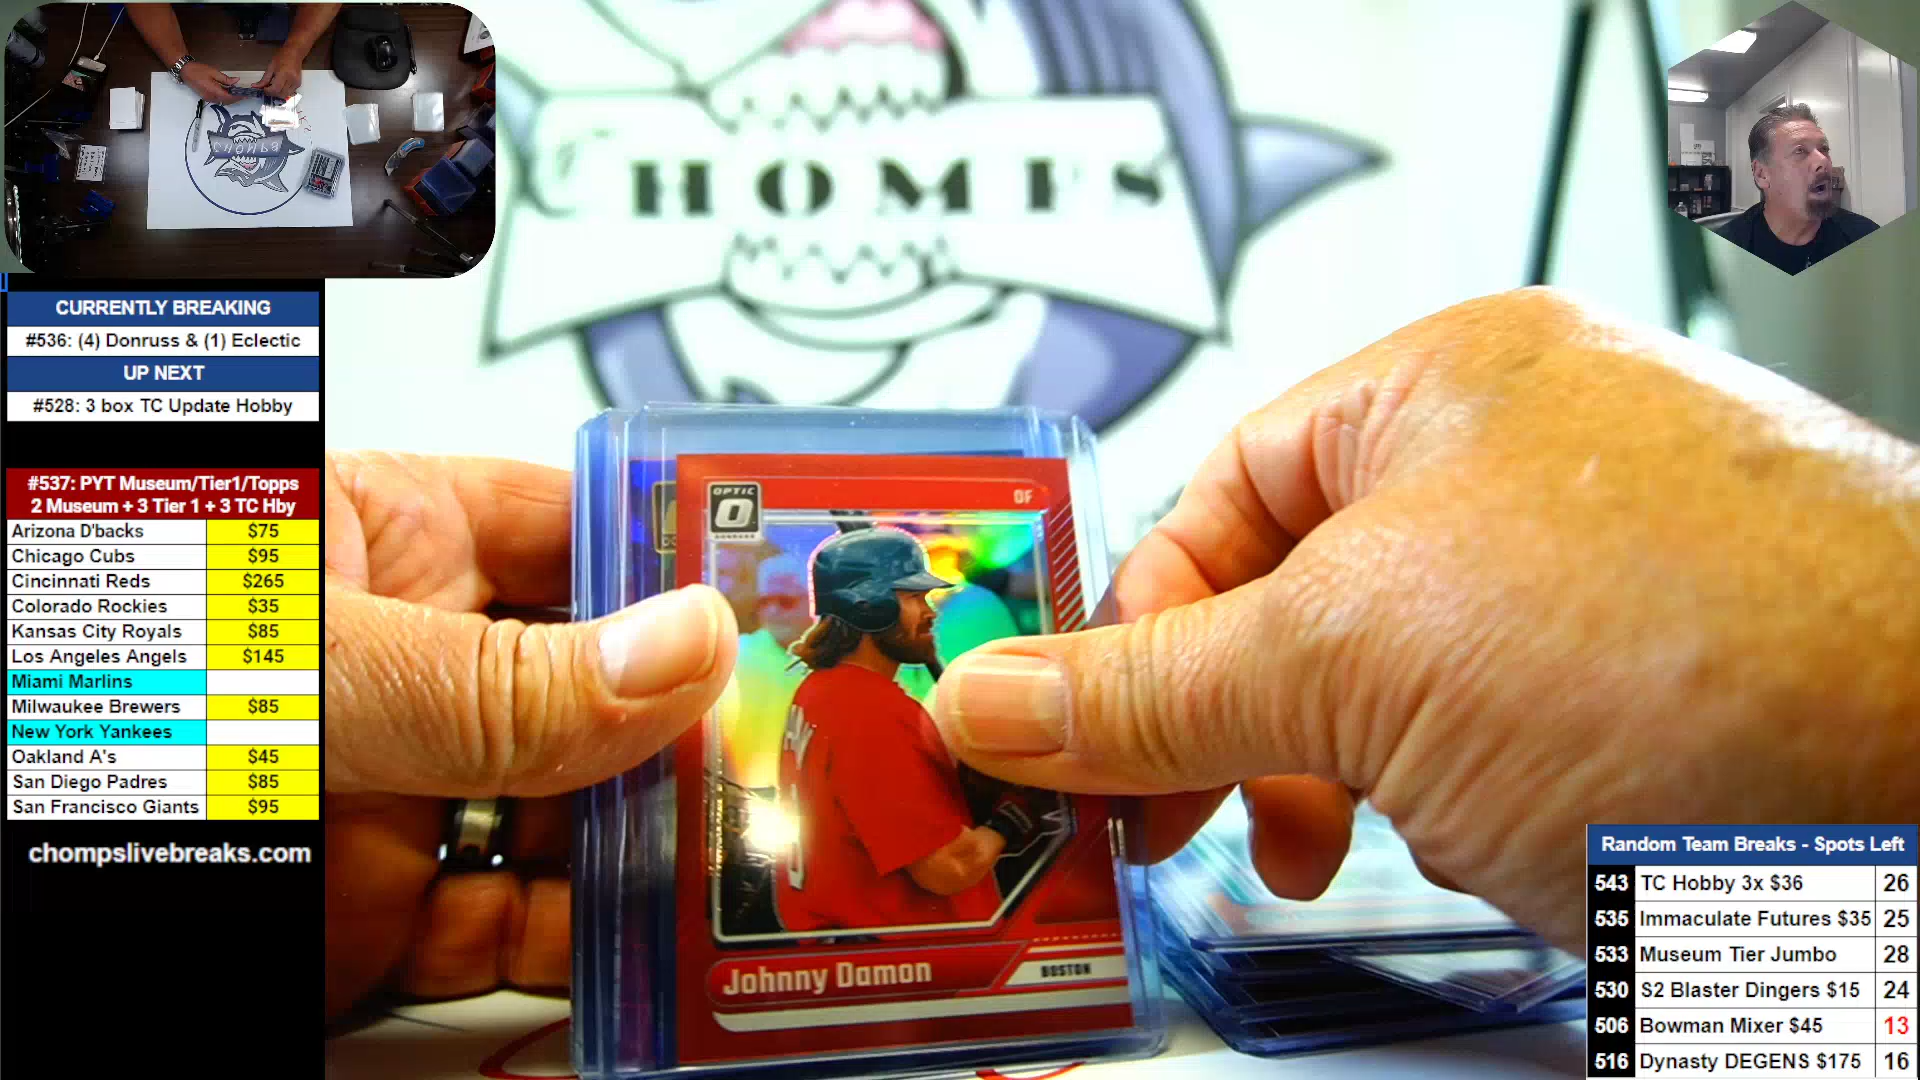 CHOMPS
CURRENTLY BREAKING
#536: (4) Donruss & (1) Eclectic
UP NEXT
#528: 3 box TC Update Hobby
#537: PYT Museum/Tier1/Topps
2 Museum + 3 Tier 1 + 3 TC Hby
Arizona D'backs $75
Chicago Cubs $95
Cincinnati Reds $265
Colorado Rockies $35
Kansas City Royals $85
Los Angeles Angels $145
Miami Marlins
Milwaukee Brewers $85
New York Yankees
Oakland A's $45
San Diego Padres $85
San Francisco Giants $95
chompslivebreaks.com
OPTIC
OF
Johnny Damon
BOSTON
Random Team Breaks - Spots Left
543 TC Hobby 3x $36 26
535 Immaculate Futures $35 25
533 Museum Tier Jumbo 28
530 S2 Blaster Dingers $15 24
506 Bowman Mixer $45 13
516 Dynasty DEGENS $175 16